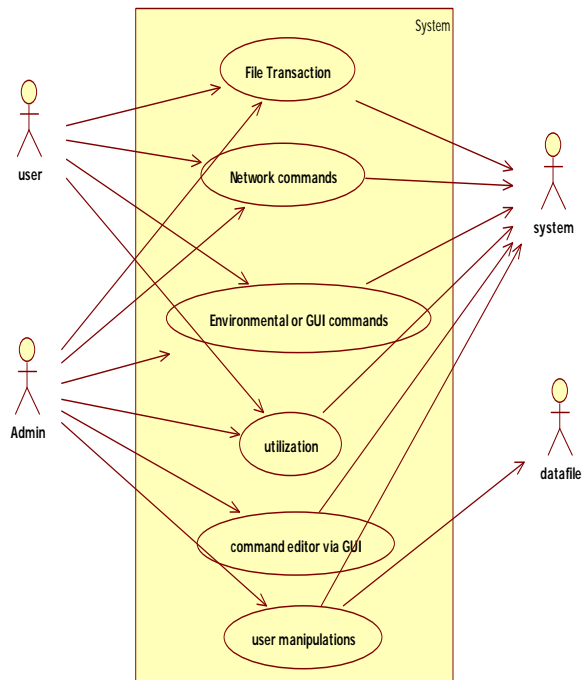 System
File Transaction
user
Network commands
system
Environmental or GUI commands
Admin
utilization
datafile
command editor via GUI
user manipulations